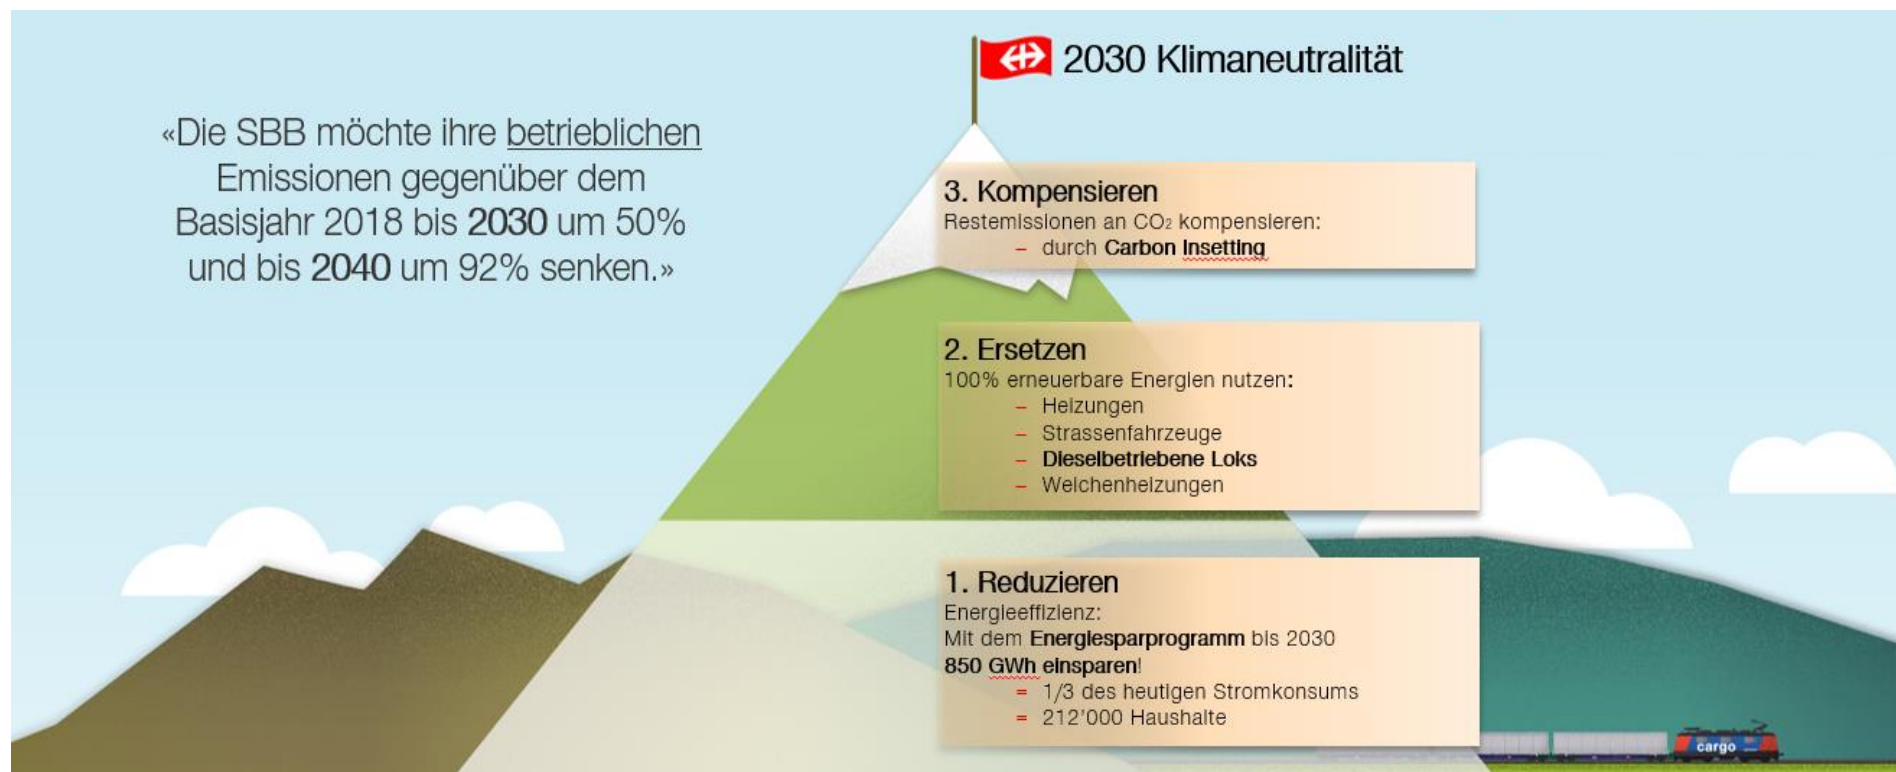 2030 Klimaneutralität
«Die SBB möchte ihre betrieblichen
Emissionen gegenüber dem
Basisjahr 2018 bis 2030 um 50%
und bis 2040 um 92% senken.»
3. Kompensieren
Restemissionen an CO₂ kompensieren:
– durch Carbon Insetting
2. Ersetzen
100% erneuerbare Energien nutzen:
– Heizungen
– Strassenfahrzeuge
– Dieselbetriebene Loks
– Weichenheizungen
1. Reduzieren
Energieeffizienz:
Mit dem Energiesparprogramm bis 2030
850 GWh einsparen!
= 1/3 des heutigen Stromkonsums
= 212’000 Haushalte
cargo